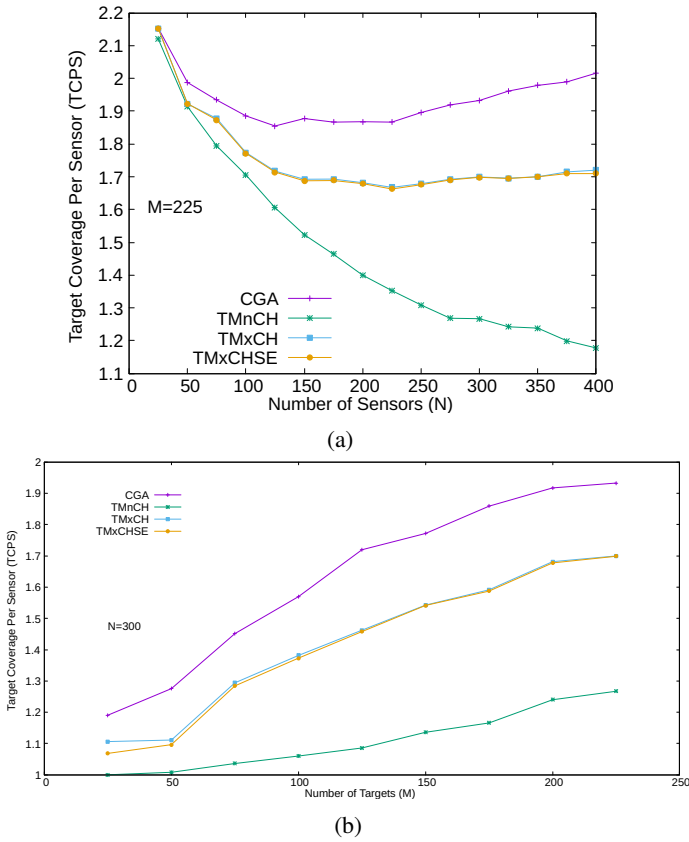 2.2
2.1
2
1.9
1.8
1.7
1.6
1.5
1.4
1.3
1.2
1.1
Target Coverage Per Sensor (TCPS)
M=225
CGA
TMnCH
TMxCH
TMxCHSE
0 50 100 150 200 250 300 350 400
Number of Sensors (N)
(a)
2
1.9
1.8
1.7
1.6
1.5
1.4
1.3
1.2
1.1
1
Target Coverage Per Sensor (TCPS)
CGA
TMnCH
TMxCH
TMxCHSE
N=300
0 50 100 150 200 250
Number of Targets (M)
(b)